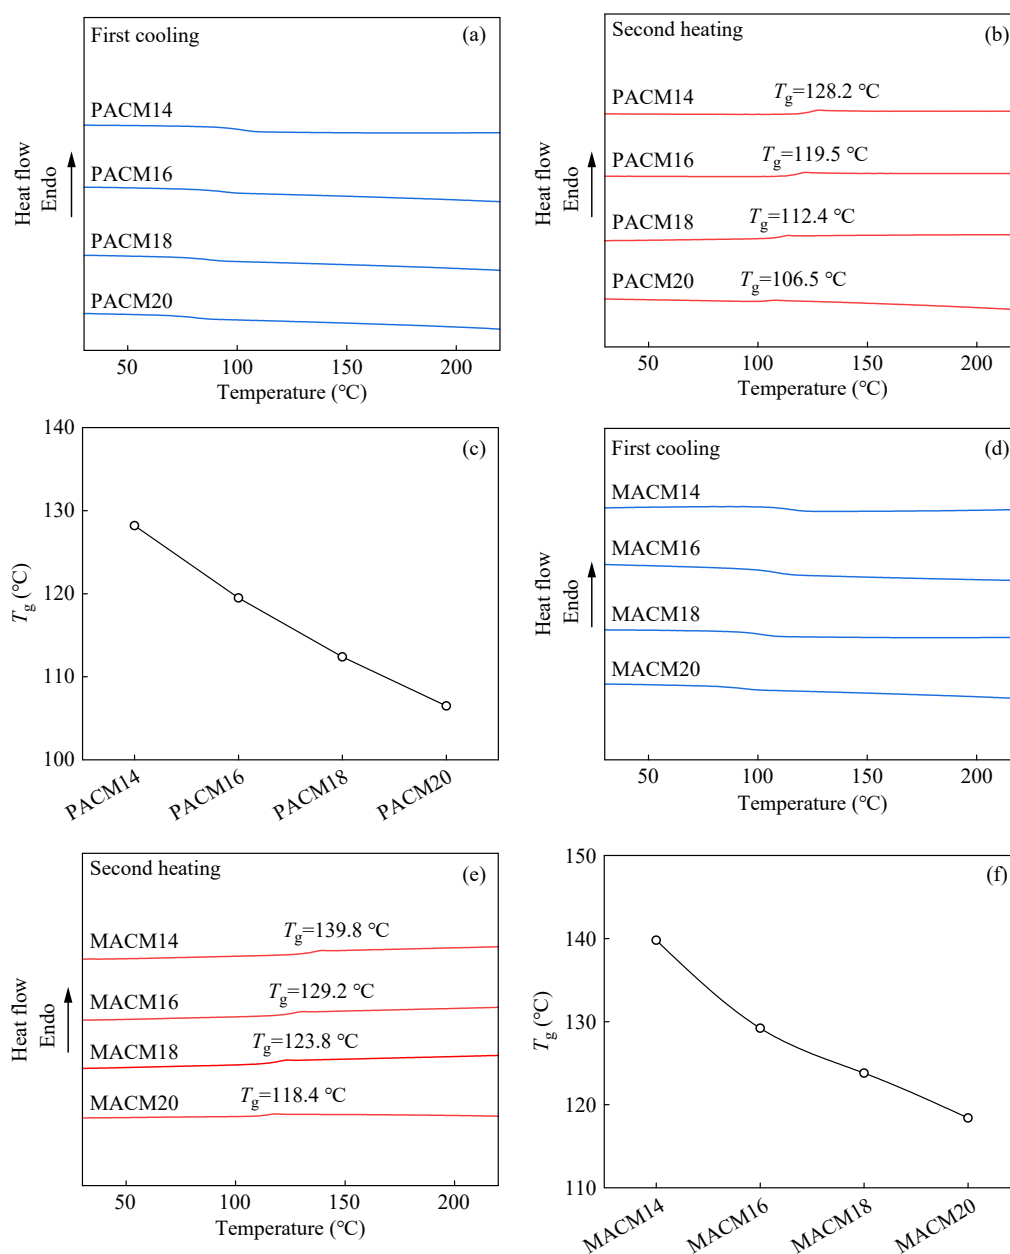 First cooling
(a)
PACM14
PACM16
PACM18
PACM20
Heat flow
Endo
50
100
150
200
Temperature (°C)
Second heating
(b)
PACM14
Tg=128.2 °C
PACM16
Tg=119.5 °C
PACM18
Tg=112.4 °C
PACM20
Tg=106.5 °C
Heat flow
Endo
50
100
150
200
Temperature (°C)
(c)
140
130
120
110
100
Tg (°C)
PACM14
PACM16
PACM18
PACM20
First cooling
(d)
MACM14
MACM16
MACM18
MACM20
Heat flow
Endo
50
100
150
200
Temperature (°C)
Second heating
(e)
MACM14
Tg=139.8 °C
MACM16
Tg=129.2 °C
MACM18
Tg=123.8 °C
MACM20
Tg=118.4 °C
Heat flow
Endo
50
100
150
200
Temperature (°C)
(f)
150
140
130
120
110
Tg (°C)
MACM14
MACM16
MACM18
MACM20